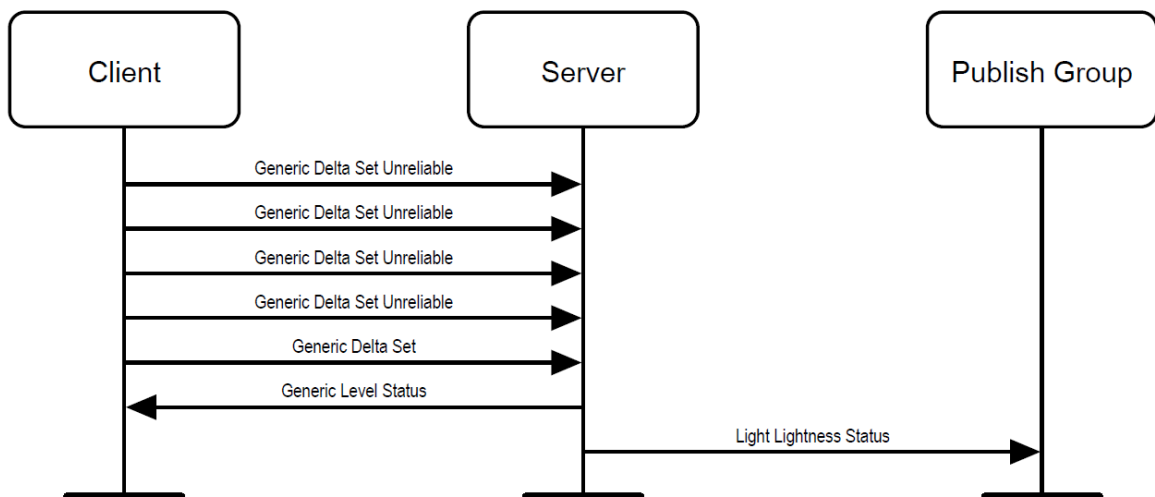 Client
Server
Publish Group
Generic Delta Set Unreliable
Generic Delta Set Unreliable
Generic Delta Set Unreliable
Generic Delta Set Unreliable
Generic Delta Set
Generic Level Status
Light Lightness Status